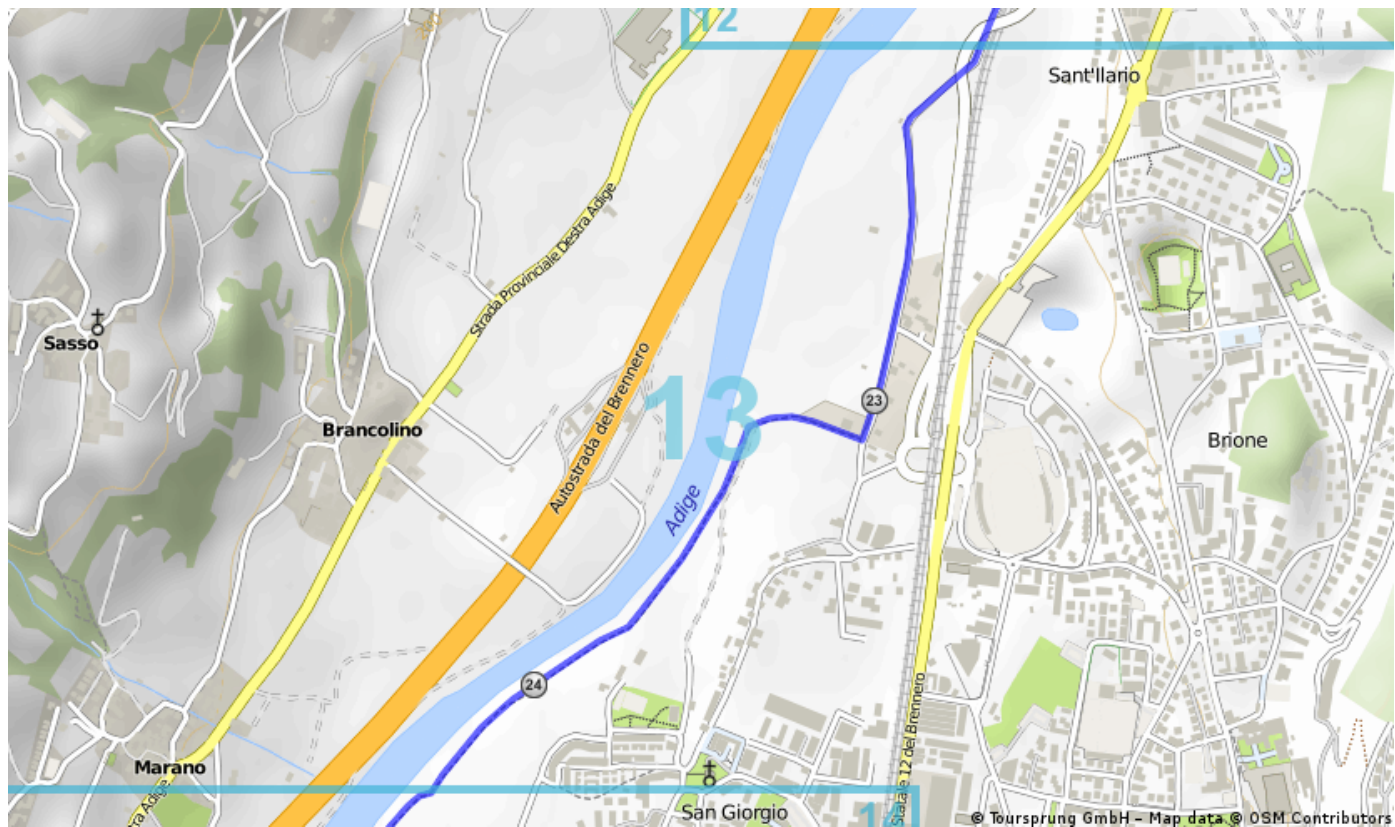 12
Sant'Ilario
Strada Provinciale Destra Adige
Sasso
Autostrada del Brennero
13
23
Brancolino
Brione
Adige
24
Statale 12 del Brennero
Marano
San Giorgio
© Toursprung GmbH – Map data © OSM Contributors